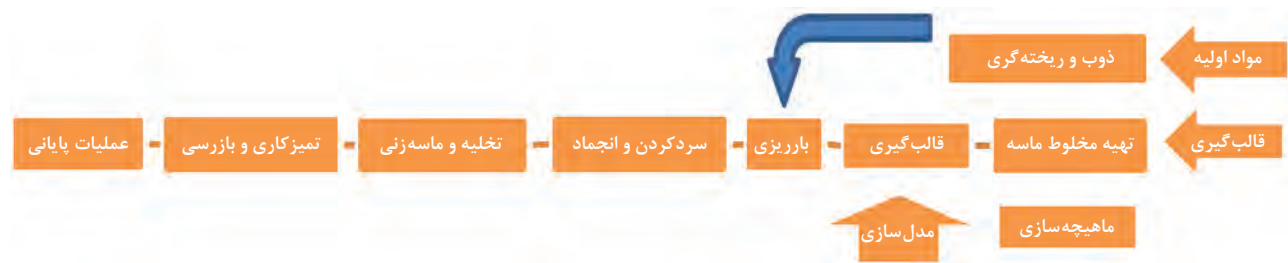 مواد اولیه
ذوب و ریخته‌گری
قالب‌گیری
تهیه مخلوط ماسه
قالب‌گیری
بارریزی
سردکردن و انجماد
تخلیه و ماسه‌زنی
تمیزکاری و بازرسی
عملیات پایانی
ماهیچه‌سازی
مدل‌سازی